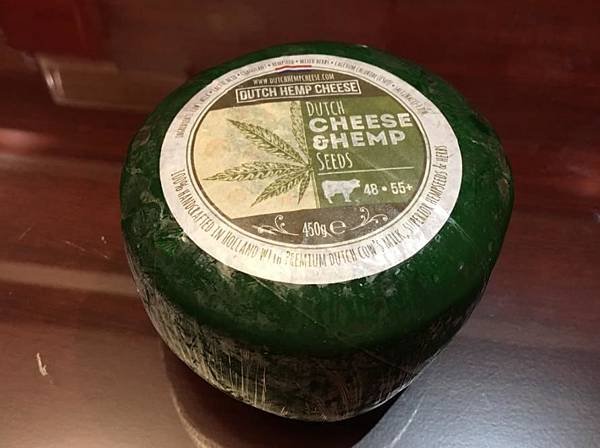 WWW.DUTCHHEMPCHEESE.COM
DUTCH HEMP CHEESE
DUTCH
CHEESE
&HEMP
SEEDS
48 • 55+
450g e
100% HANDCRAFTED IN HOLLAND WITH PREMIUM DUTCH COW'S MILK, SUPERIOR HEMPSEEDS & HERBS